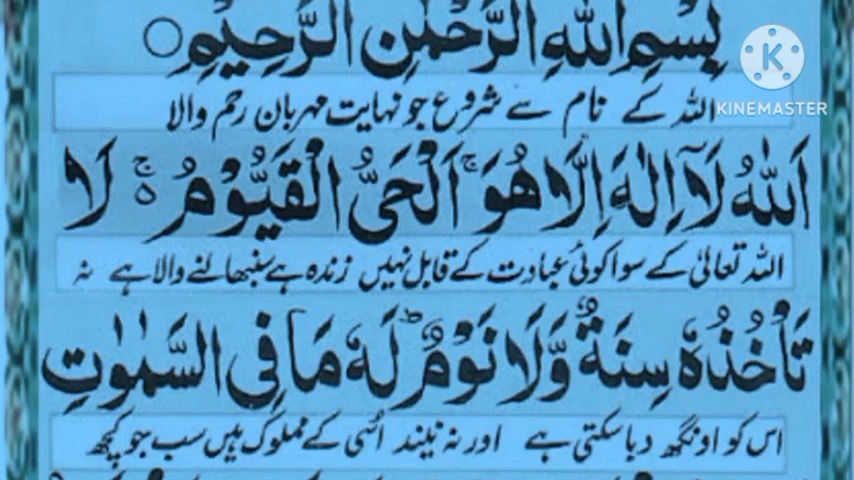 بِسْمِ اللّٰهِ الرَّحْمٰنِ الرَّحِيْمِ ○
KINEMASTER
اللہ کے نام سے شروع جو نہایت مہربان رحم والا
اَللّٰهُ لَاۤ اِلٰهَ اِلَّا هُوَ ۚ اَلْحَيُّ الْقَيُّوْمُ ۚ۬ لَا
اللہ تعالیٰ کے سوا کوئی عبادت کے قابل نہیں زندہ ہے سنبھالنے والا ہے نہ
تَاْخُذُهٗ سِنَةٌ وَّلَا نَوْمٌ ؕ لَهٗ مَا فِی السَّمٰوٰتِ
اس کو اونگھ دبا سکتی ہے اور نہ نیند اسی کے مملوک ہیں سب جو کچھ